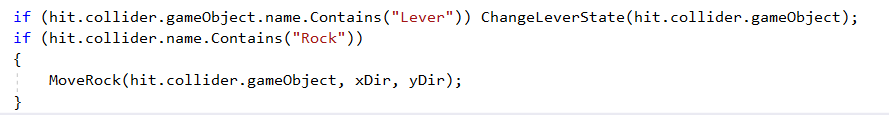 if (hit.collider.gameObject.name.Contains("Lever")) ChangeLeverState(hit.collider.gameObject);
if (hit.collider.name.Contains("Rock"))
{
    MoveRock(hit.collider.gameObject, xDir, yDir);
}